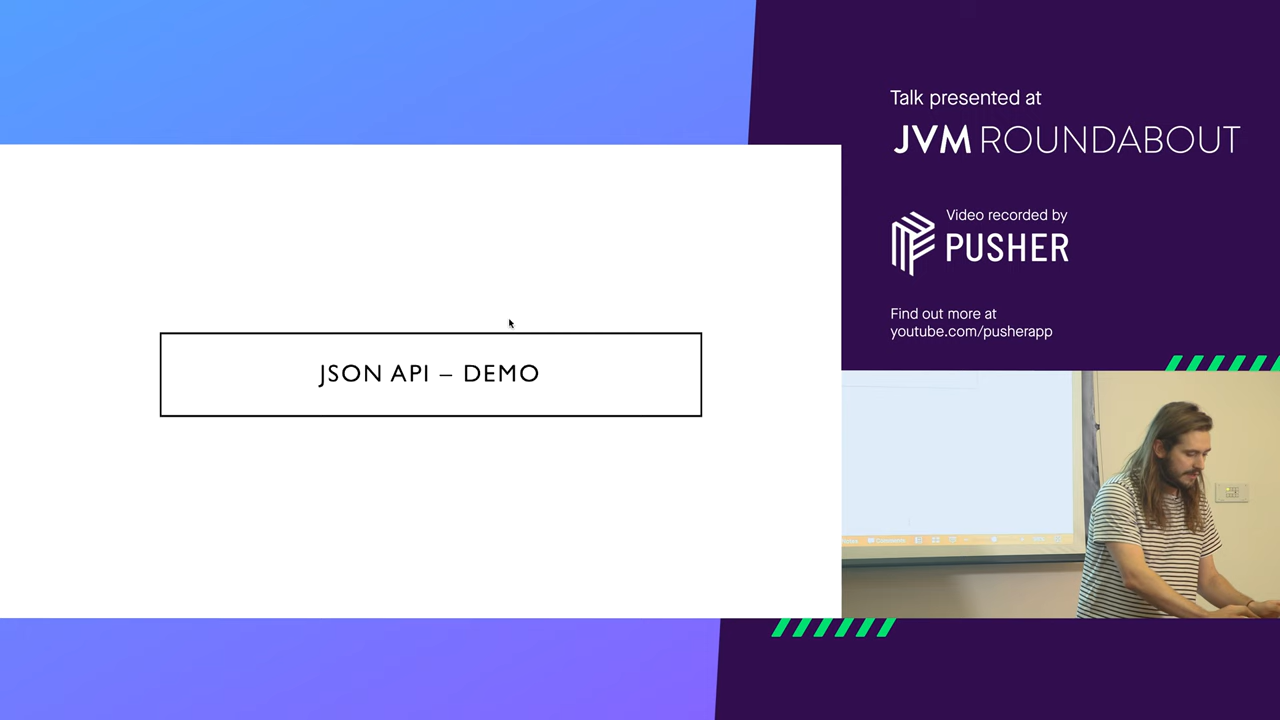 Talk presented at
JVM ROUNDABOUT
Video recorded by
PUSHER
Find out more at
youtube.com/pusherapp
JSON API – DEMO